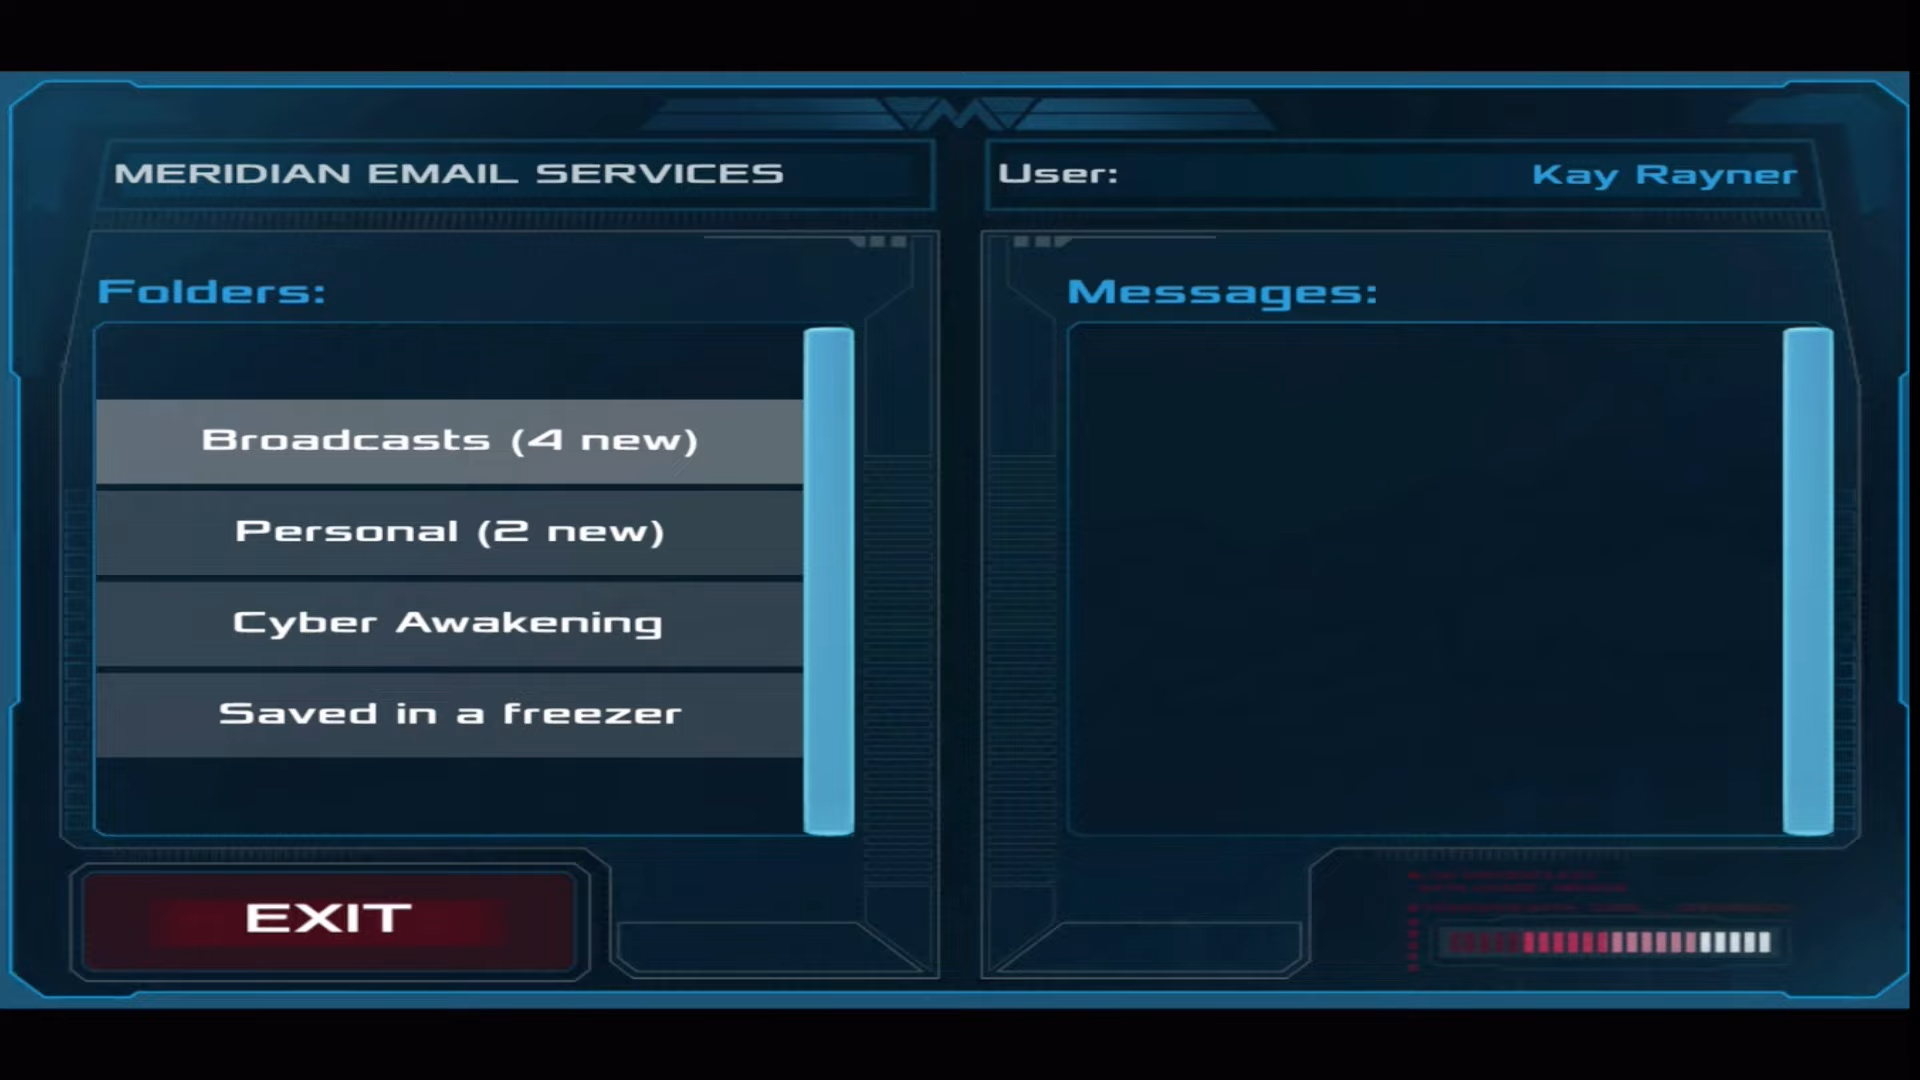 MERIDIAN EMAIL SERVICES
User: Kay Rayner
Folders:
Broadcasts (4 new)
Personal (2 new)
Cyber Awakening
Saved in a freezer
Messages:
EXIT